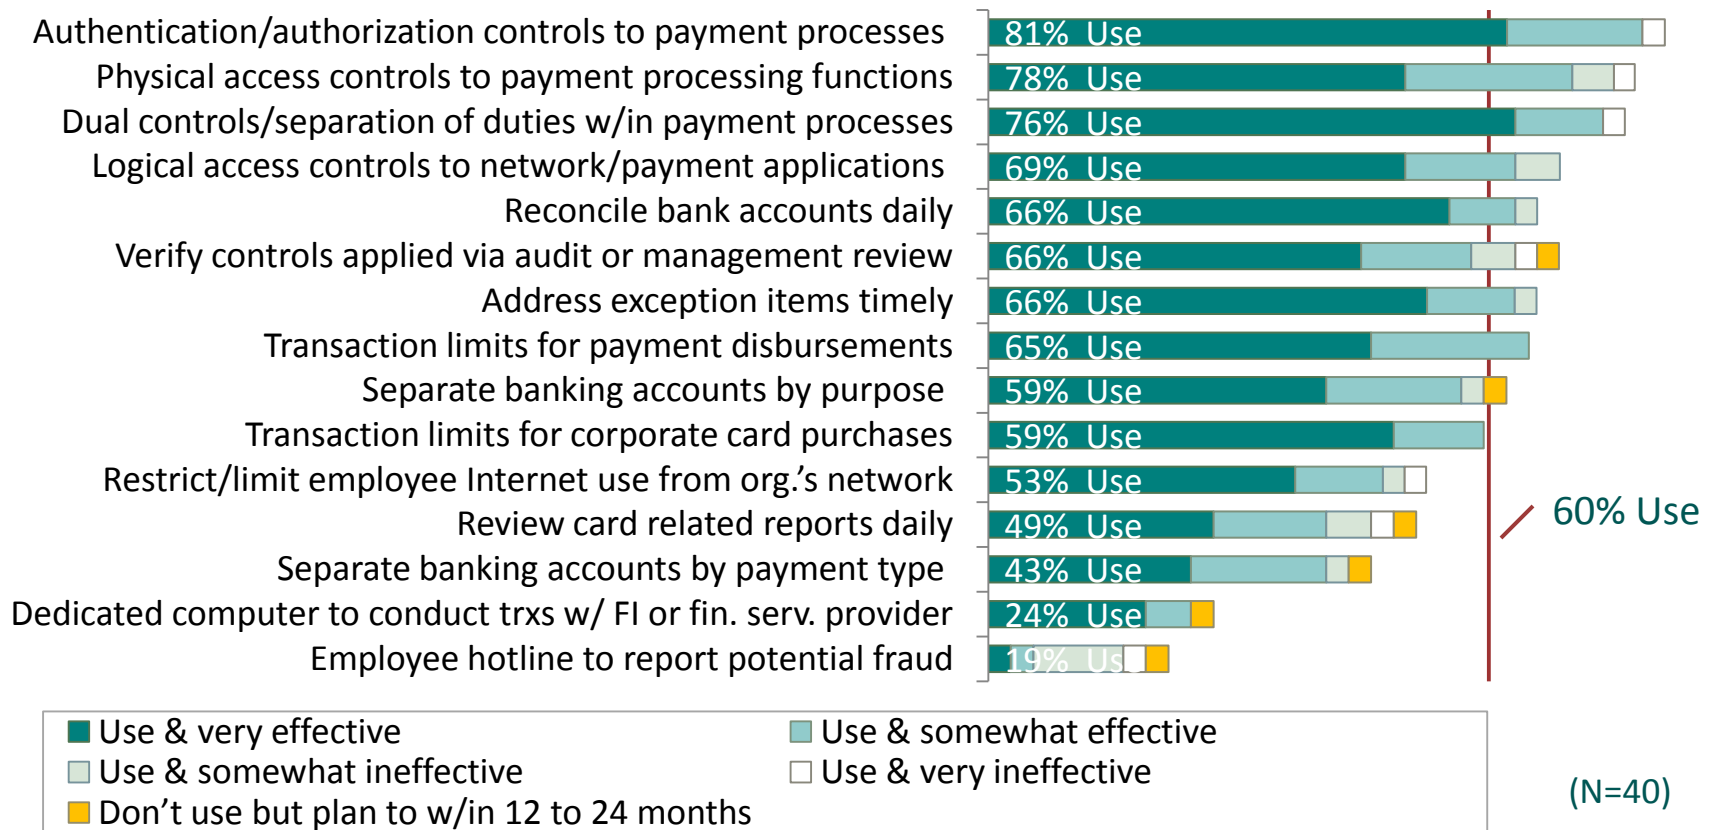 Authentication/authorization controls to payment processes 81% Use
Physical access controls to payment processing functions 78% Use
Dual controls/separation of duties w/in payment processes 76% Use
Logical access controls to network/payment applications 69% Use
Reconcile bank accounts daily 66% Use
Verify controls applied via audit or management review 66% Use
Address exception items timely 66% Use
Transaction limits for payment disbursements 65% Use
Separate banking accounts by purpose 59% Use
Transaction limits for corporate card purchases 59% Use
Restrict/limit employee Internet use from org.’s network 53% Use
60% Use
Review card related reports daily 49% Use
Separate banking accounts by payment type 43% Use
Dedicated computer to conduct trxs w/ FI or fin. serv. provider 24% Use
Employee hotline to report potential fraud 19% Use
Use & very effective Use & somewhat effective
Use & somewhat ineffective Use & very ineffective
Don’t use but plan to w/in 12 to 24 months
(N=40)